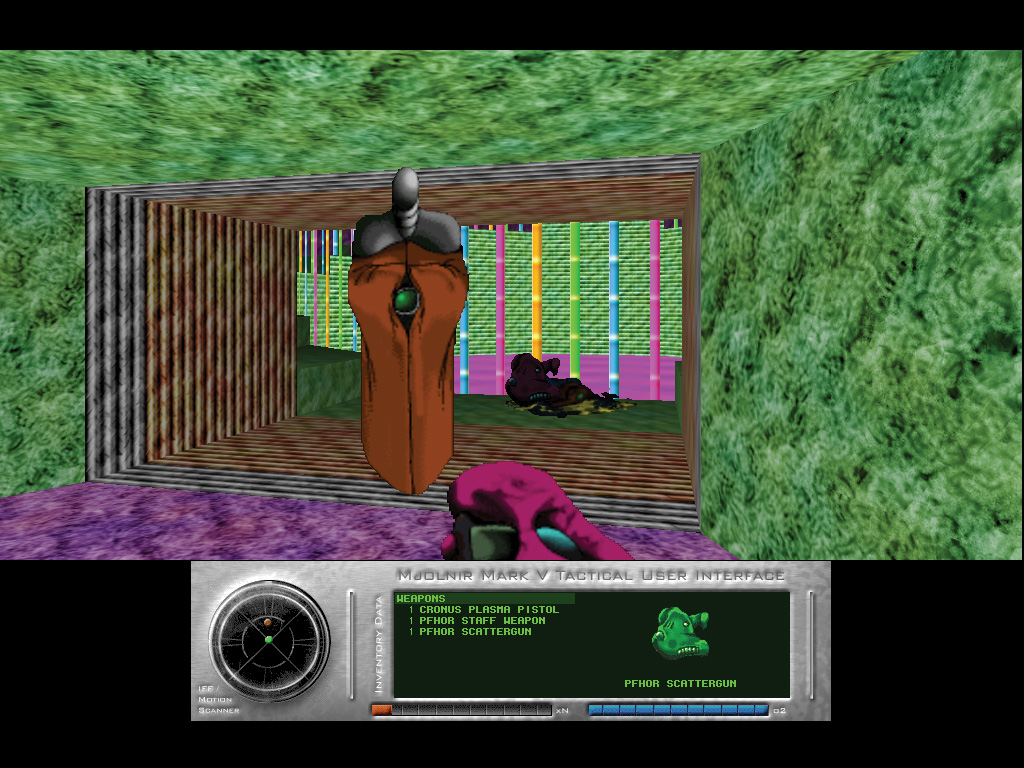 Mjolnir Mark V Tactical User Interface
Inventory Data
WEAPONS
1 CRONUS PLASMA PISTOL
1 PFHOR STAFF WEAPON
1 PFHOR SCATTERGUN
PFHOR SCATTERGUN
IFF /
Motion
Scanner
xN
o2